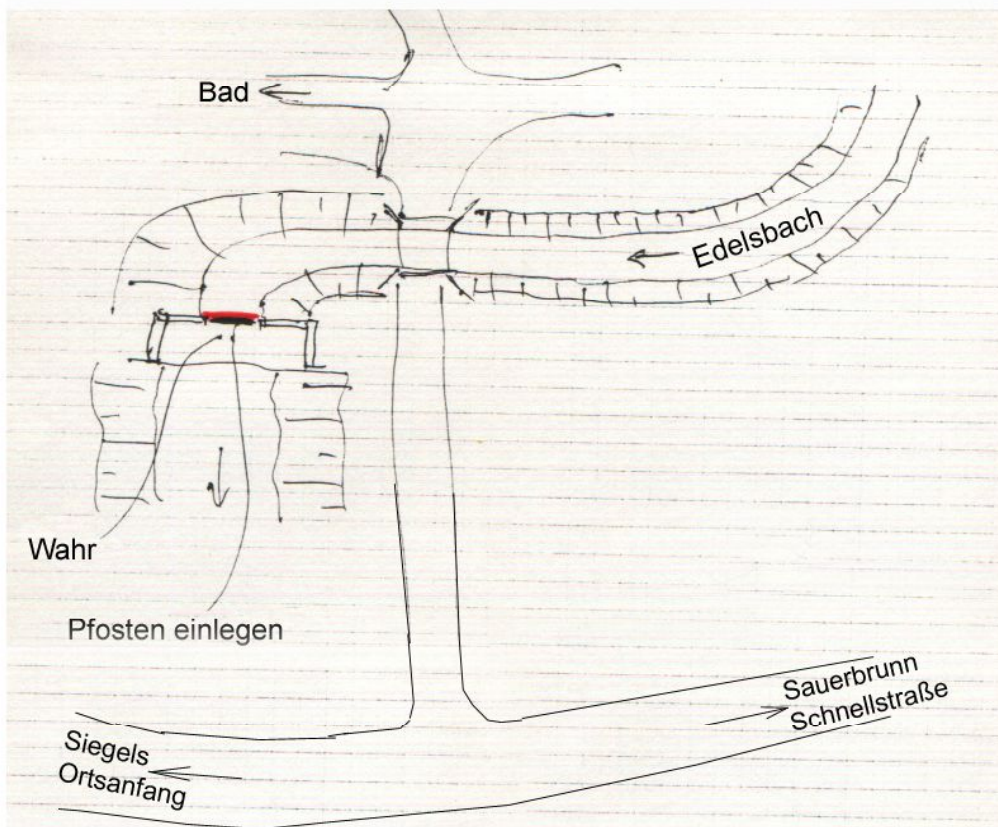 Bad
Edelsbach
Wahr
Pfosten einlegen
Sauerbrunn
Schnellstraße
Siegels
Ortsanfang